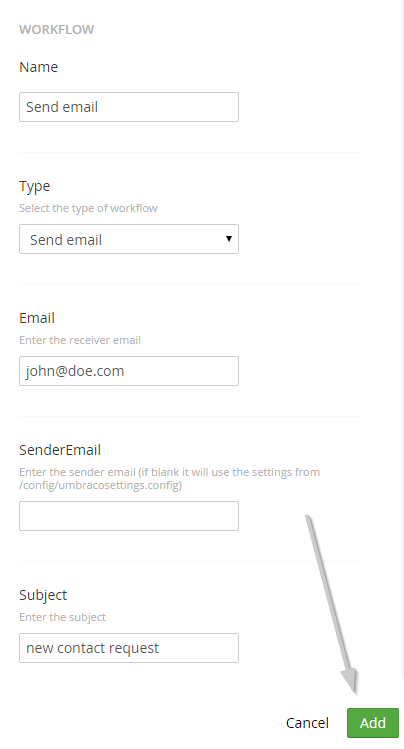 WORKFLOW
Name
Send email
Type
Select the type of workflow
Send email
Email
Enter the receiver email
john@doe.com
SenderEmail
Enter the sender email (if blank it will use the settings from
/config/umbracosettings.config)
Subject
Enter the subject
new contact request
Cancel Add